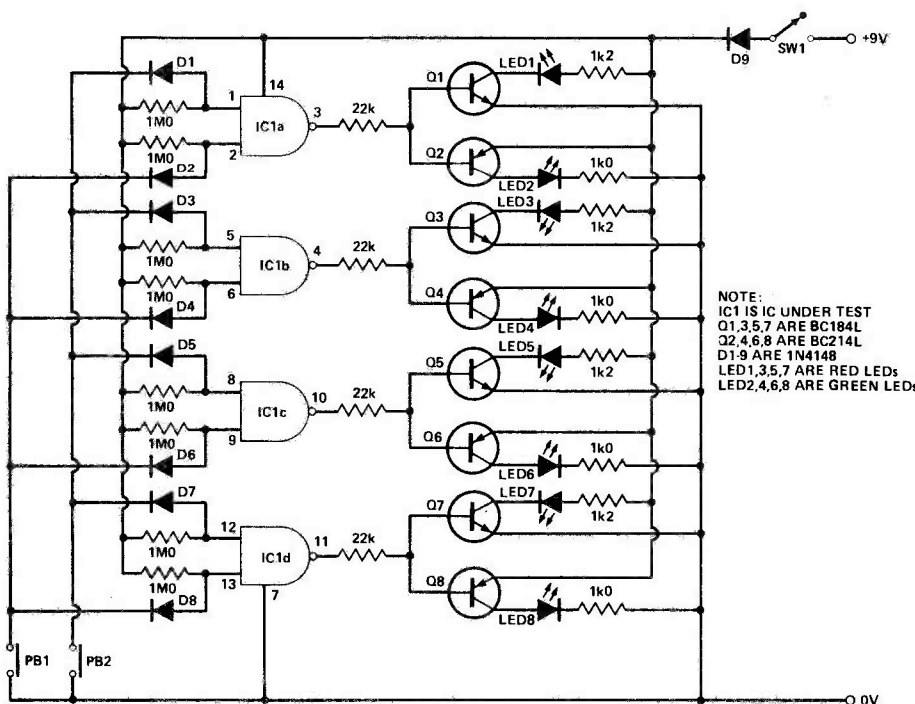 D1
14
1
IC1a
3
22k
Q1
LED1
1k2
D9
SW1
+9V
1M0
1M0
2
D2
Q2
LED2
1k0
D3
LED3
5
IC1b
4
22k
Q3
1k2
1M0
1M0
6
D4
Q4
LED4
1k0
D5
LED5
8
IC1c
10
22k
Q5
1k2
1M0
1M0
9
D6
Q6
LED6
1k0
D7
LED7
12
IC1d
11
22k
Q7
1k2
1M0
1M0
13
7
D8
Q8
LED8
1k0
NOTE:
IC1 IS IC UNDER TEST
Q1,3,5,7 ARE BC184L
Q2,4,6,8 ARE BC214L
D1-9 ARE 1N4148
LED1,3,5,7 ARE RED LEDs
LED2,4,6,8 ARE GREEN LEDs
PB1
PB2
0V